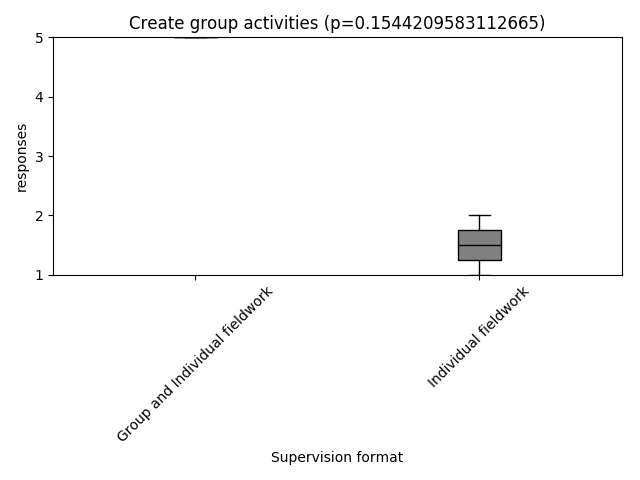 Create group activities (p=0.1544209583112665)
5
4
3
2
1
responses
Group and Individual fieldwork
Individual fieldwork
Supervision format